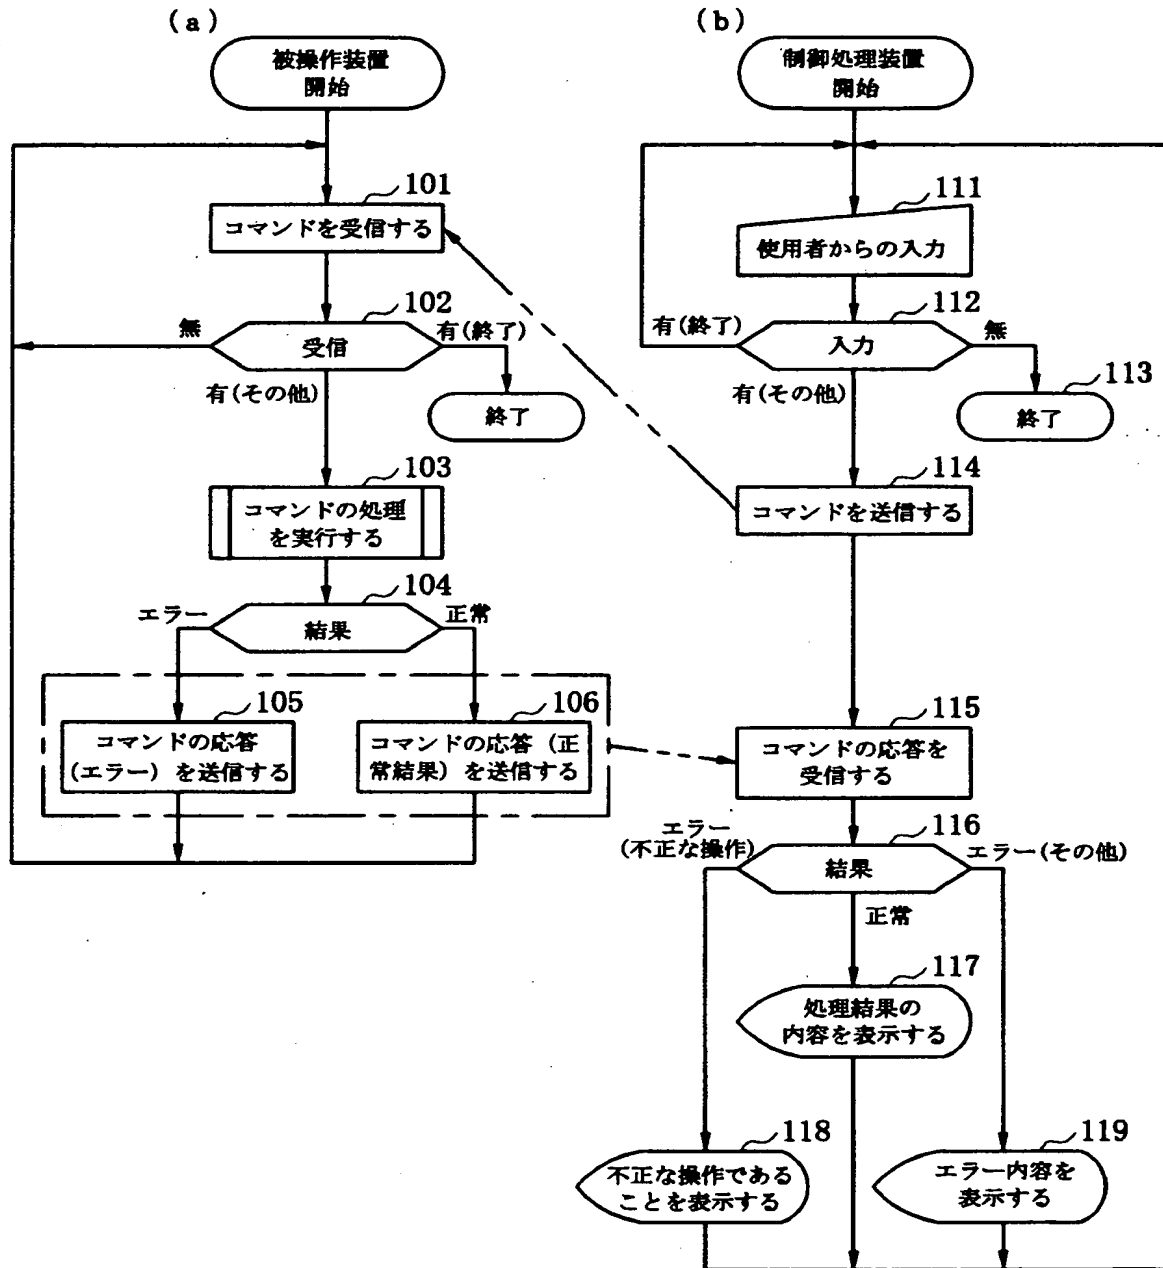 (a)
被操作装置
開始
101
コマンドを受信する
102
無
受信
有(終了)
有(その他)
終了
103
コマンドの処理
を実行する
104
エラー
結果
正常
105
コマンドの応答
(エラー)を送信する
106
コマンドの応答(正
常結果)を送信する
(b)
制御処理装置
開始
111
使用者からの入力
112
有(終了)
入力
無
有(その他)
113
終了
114
コマンドを送信する
115
コマンドの応答を
受信する
116
エラー
(不正な操作)
結果
エラー(その他)
正常
117
処理結果の
内容を表示する
118
不正な操作である
ことを表示する
119
エラー内容を
表示する